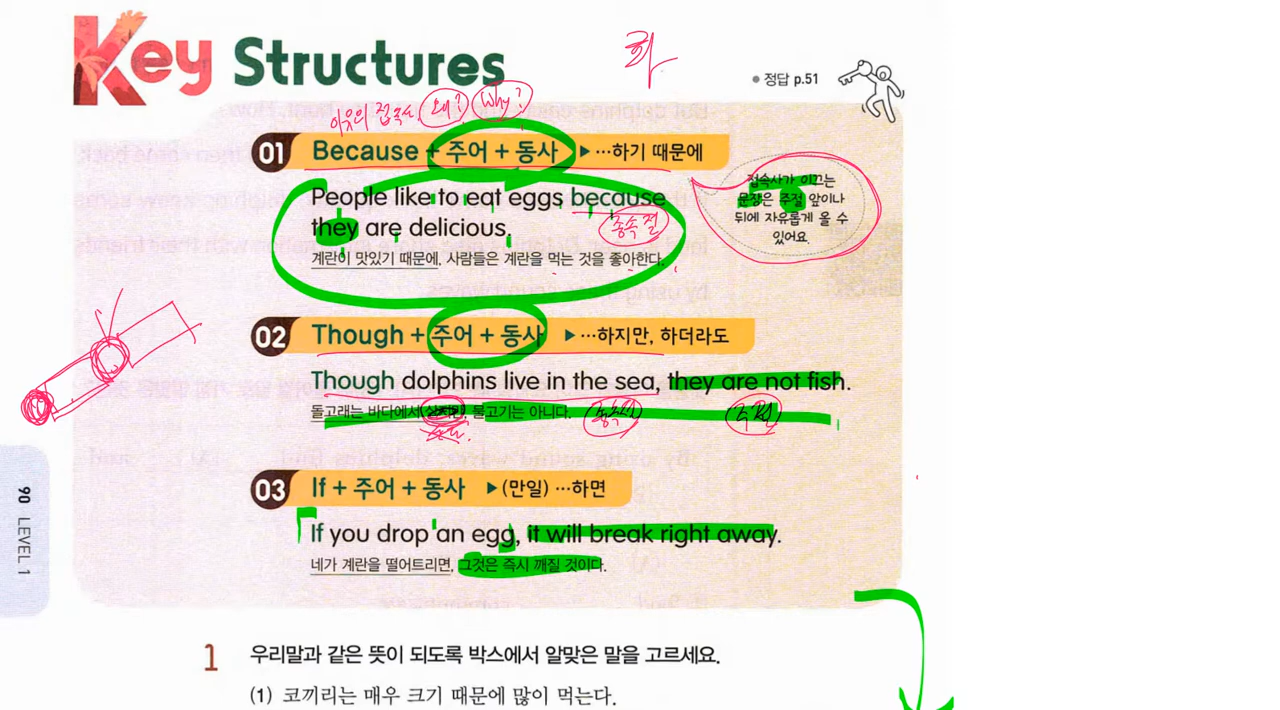 Key Structures
화
• 정답 p.51
이유의 접속사 왜? Why?
01 Because + 주어 + 동사 ▶ …하기 때문에
People like to eat eggs because
they are delicious.
종속절
계란이 맛있기 때문에, 사람들은 계란을 먹는 것을 좋아한다.
접속사가 이끄는
문장은 주절 앞이나
뒤에 자유롭게 올 수
있어요.
02 Though + 주어 + 동사 ▶ …하지만, 하더라도
Though dolphins live in the sea, they are not fish.
돌고래는 바다에서 살지만, 물고기는 아니다.
종속절
주절
03 If + 주어 + 동사 ▶ (만일) …하면
If you drop an egg, it will break right away.
네가 계란을 떨어트리면, 그것은 즉시 깨질 것이다.
90 LEVEL 1
1 우리말과 같은 뜻이 되도록 박스에서 알맞은 말을 고르세요.
(1) 코끼리는 매우 크기 때문에 많이 먹는다.